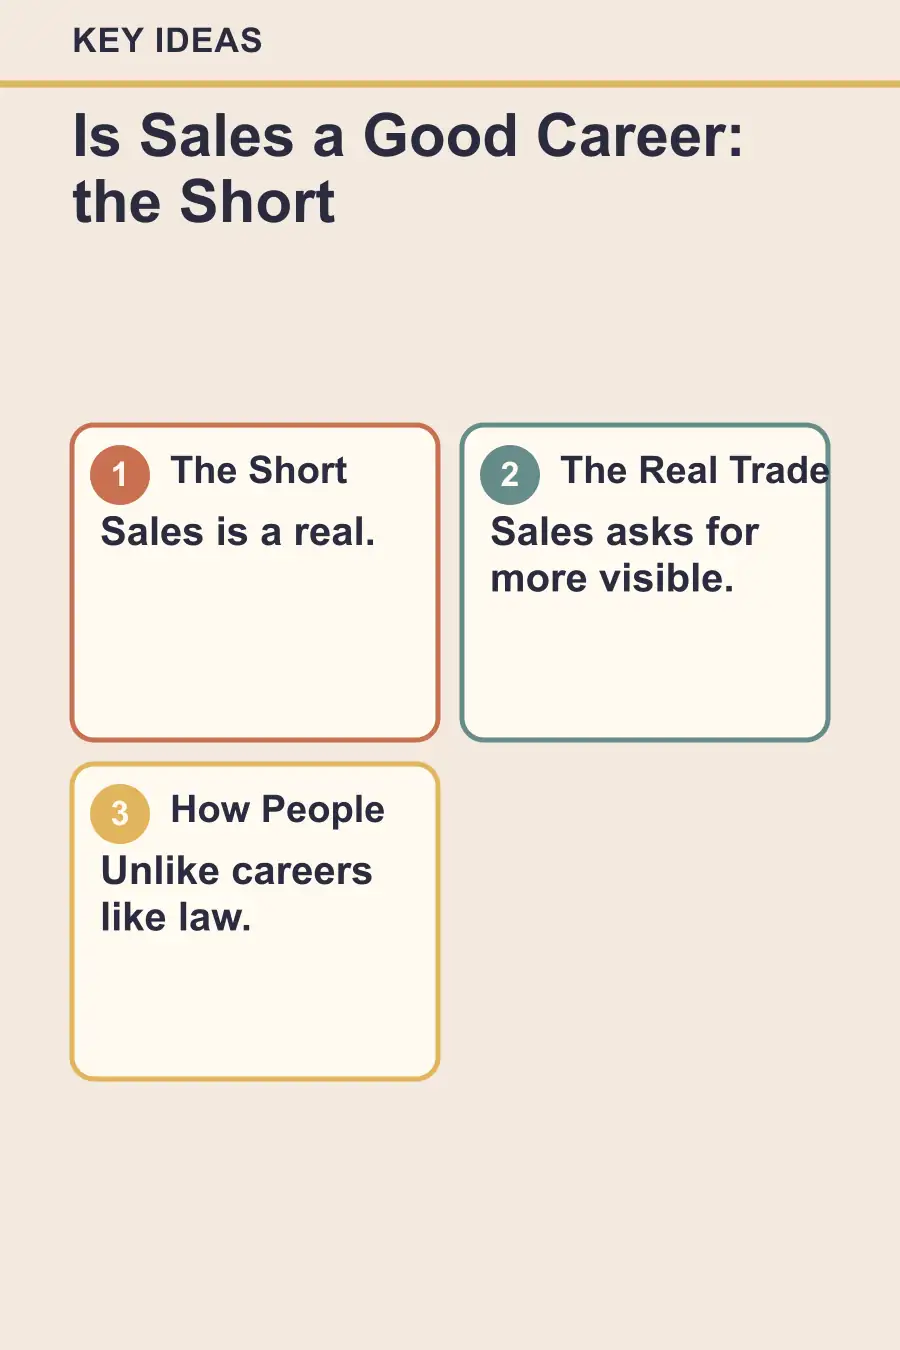 KEY IDEAS
Is Sales a Good Career:
the Short
1 The Short
Sales is a real.
2 The Real Trade
Sales asks for
more visible.
3 How People
Unlike careers
like law.